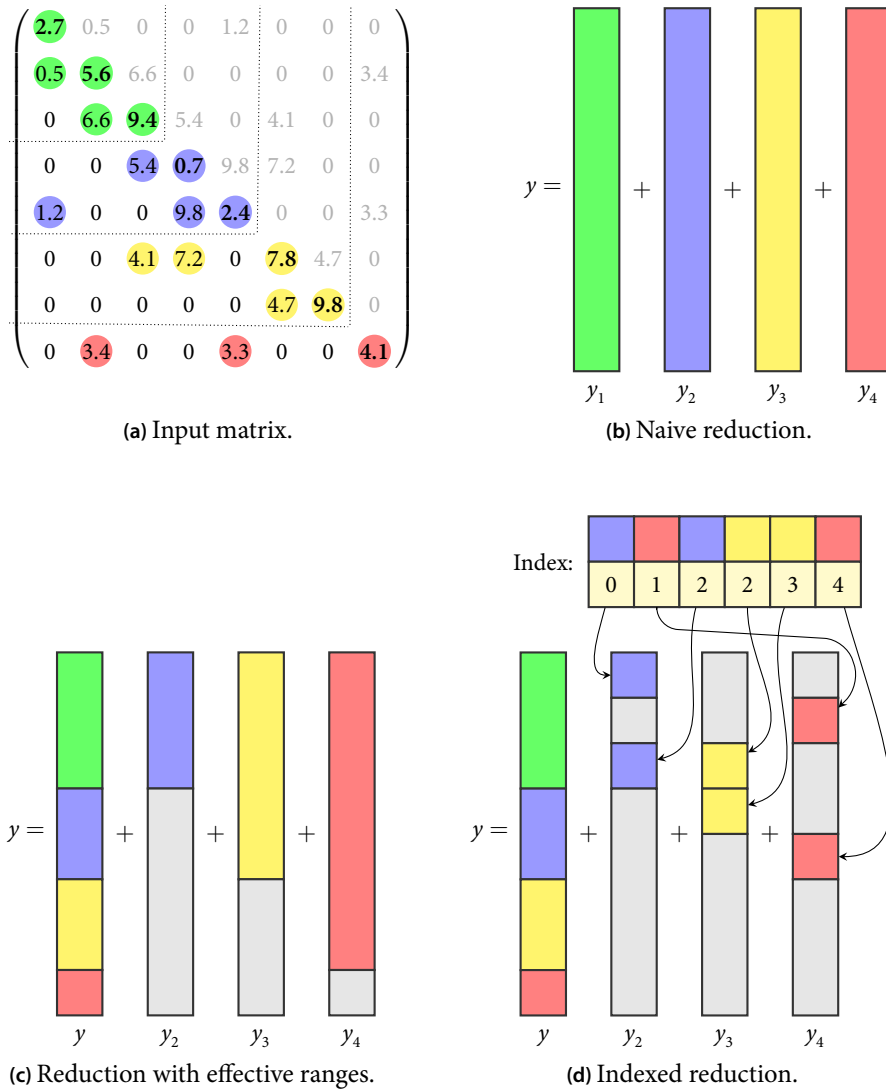 2.7 0.5 0 0 1.2 0 0 0
0.5 5.6 6.6 0 0 0 0 3.4
0 6.6 9.4 5.4 0 4.1 0 0
0 0 5.4 0.7 9.8 7.2 0 0
1.2 0 0 9.8 2.4 0 0 3.3
0 0 4.1 7.2 0 7.8 4.7 0
0 0 0 0 0 4.7 9.8 0
0 3.4 0 0 3.3 0 0 4.1
(a) Input matrix.
y = + + +
y₁ y₂ y₃ y₄
(b) Naive reduction.
y = + + +
y y₂ y₃ y₄
(c) Reduction with effective ranges.
Index:
0 1 2 2 3 4
y = + + +
y y₂ y₃ y₄
(d) Indexed reduction.